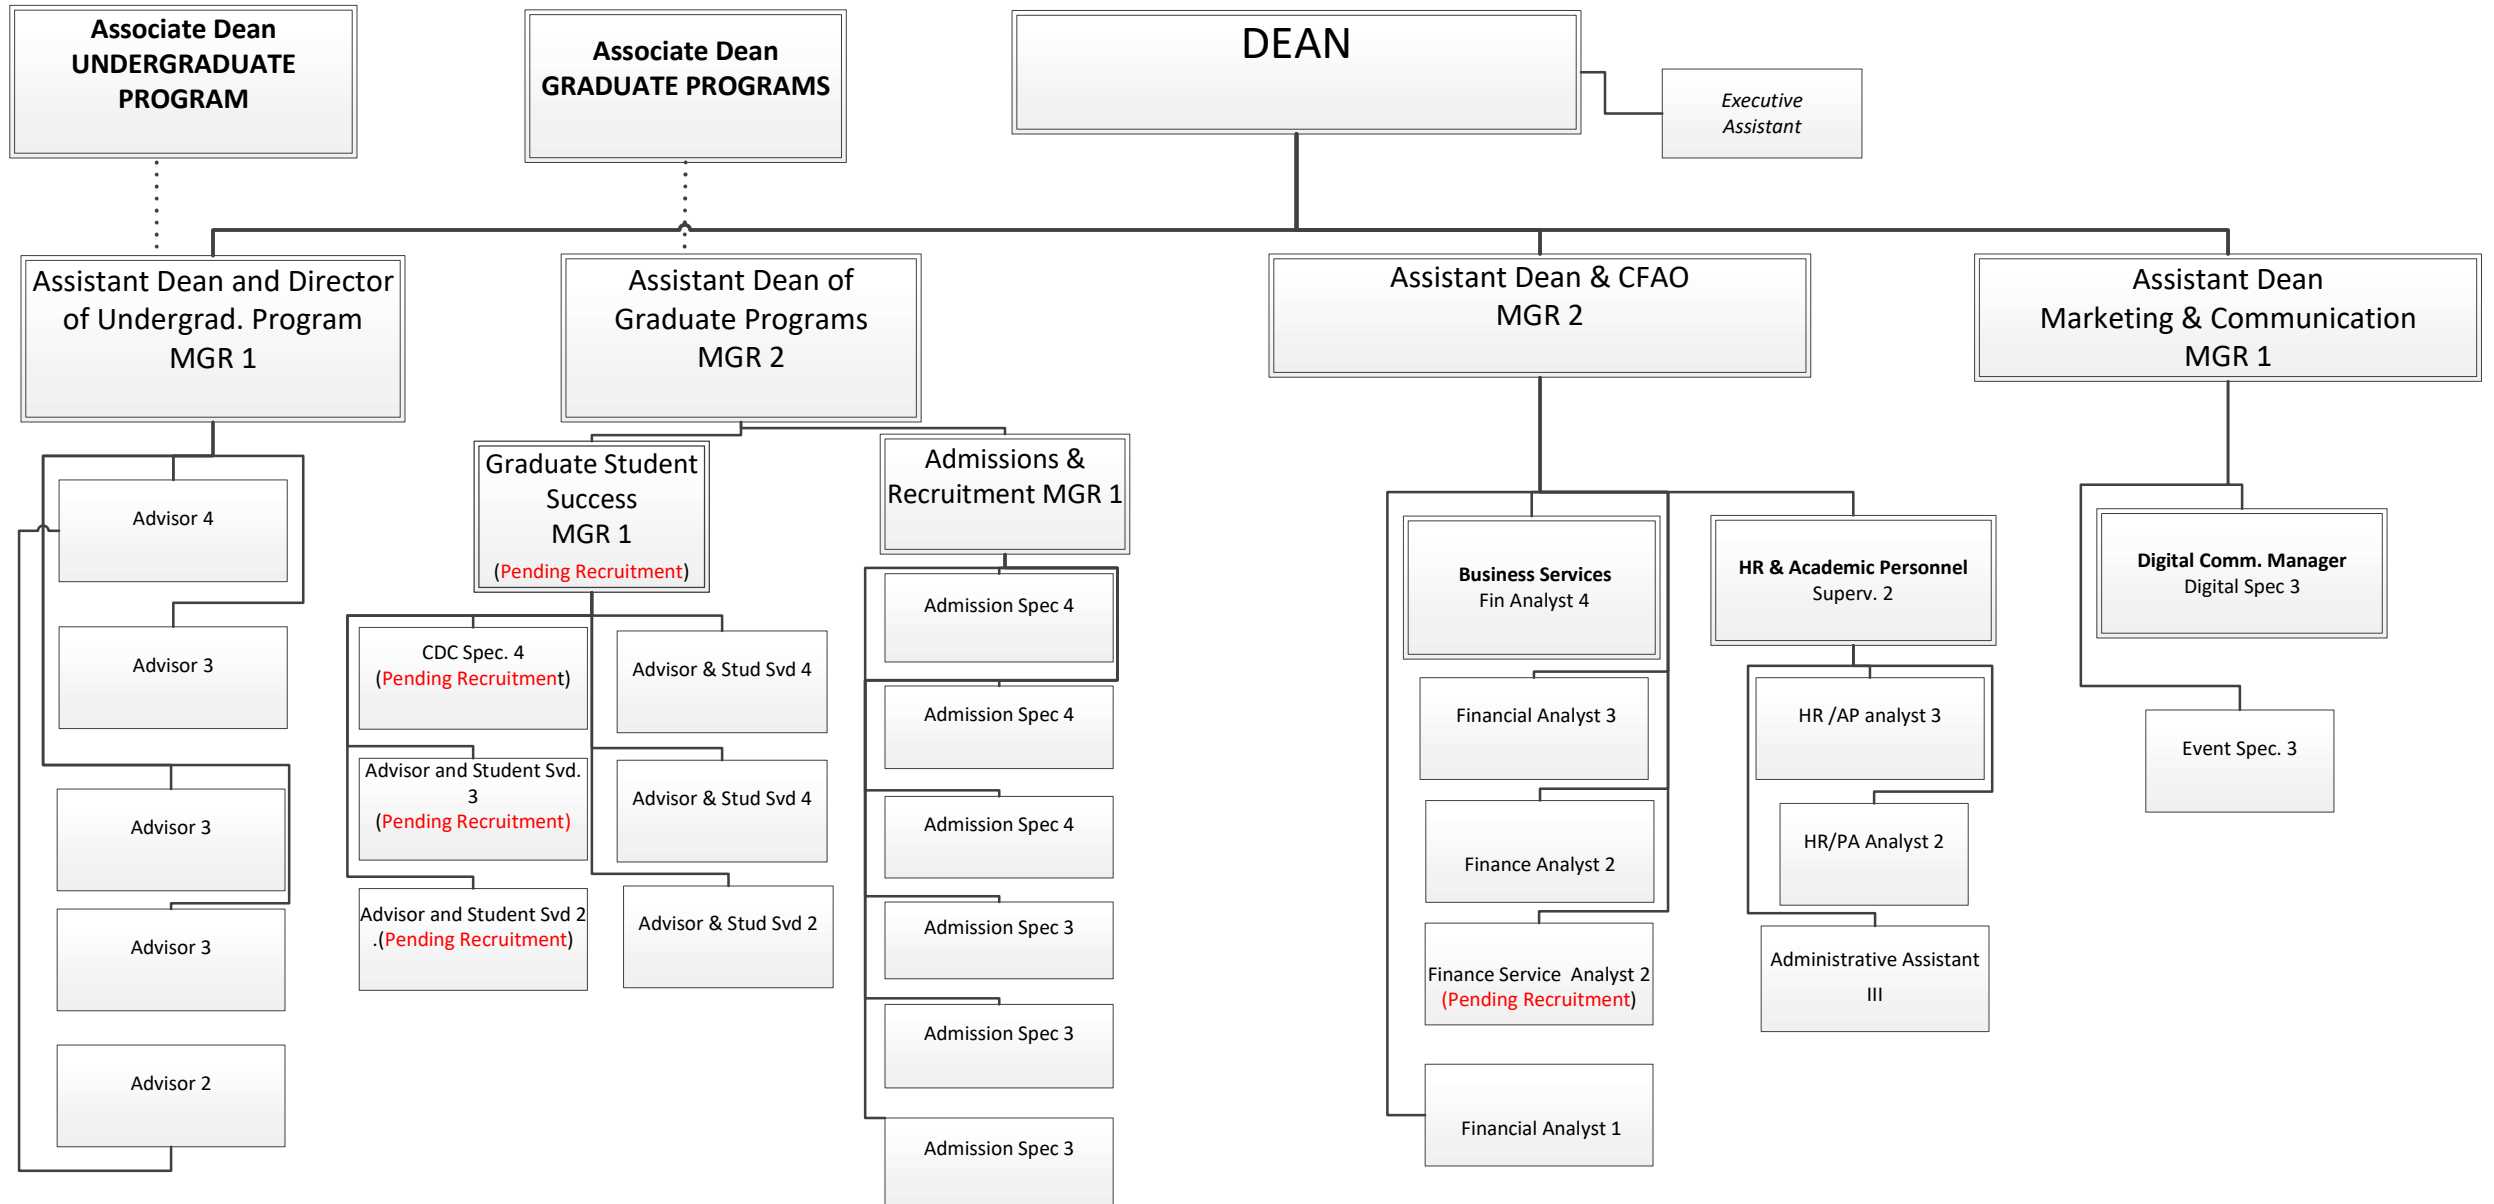 Associate Dean
UNDERGRADUATE
PROGRAM
Associate Dean
GRADUATE PROGRAMS
DEAN
Executive
Assistant
Assistant Dean and Director
of Undergrad. Program
MGR 1
Assistant Dean of
Graduate Programs
MGR 2
Assistant Dean & CFAO
MGR 2
Assistant Dean
Marketing & Communication
MGR 1
Advisor 4
Advisor 3
Advisor 3
Advisor 3
Advisor 2
Graduate Student
Success
MGR 1
(Pending Recruitment)
CDC Spec. 4
(Pending Recruitment)
Advisor and Student Svd.
3
(Pending Recruitment)
Advisor and Student Svd 2
.(Pending Recruitment)
Advisor & Stud Svd 4
Advisor & Stud Svd 4
Advisor & Stud Svd 2
Admissions &
Recruitment MGR 1
Admission Spec 4
Admission Spec 4
Admission Spec 4
Admission Spec 3
Admission Spec 3
Admission Spec 3
Business Services
Fin Analyst 4
Financial Analyst 3
Finance Analyst 2
Finance Service  Analyst 2
(Pending Recruitment)
Financial Analyst 1
HR & Academic Personnel
Superv. 2
HR /AP analyst 3
HR/PA Analyst 2
Administrative Assistant
III
Digital Comm. Manager
Digital Spec 3
Event Spec. 3